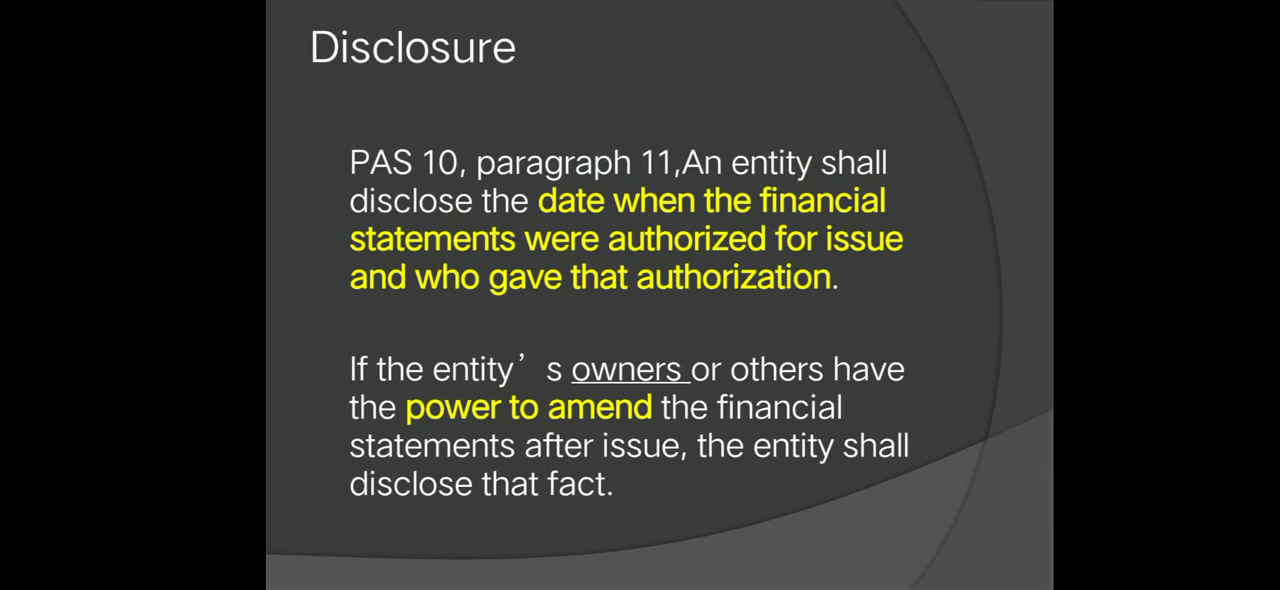 Disclosure
PAS 10, paragraph 11,An entity shall
disclose the date when the financial
statements were authorized for issue
and who gave that authorization.
If the entity’ s owners or others have
the power to amend the financial
statements after issue, the entity shall
disclose that fact.